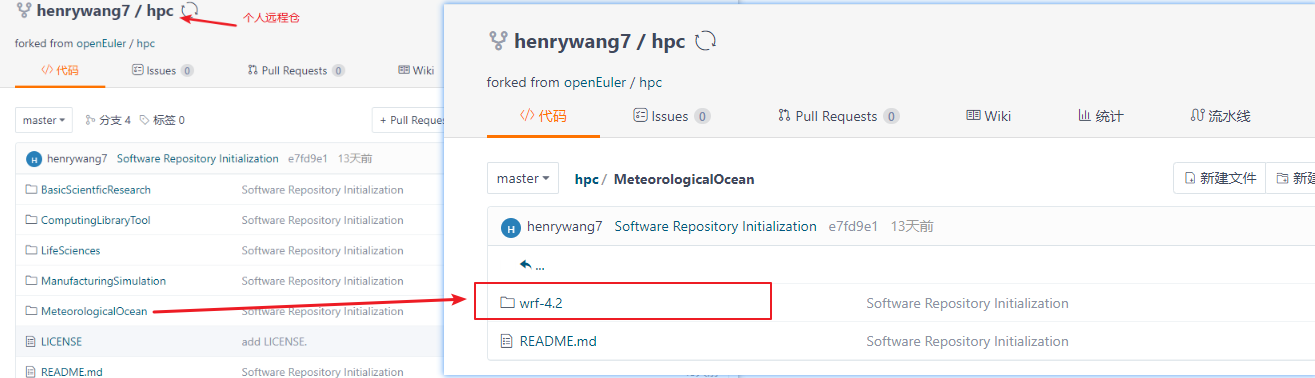 henrywang7 / hpc
个人远程仓
forked from openEuler / hpc
代码 Issues 0 Pull Requests 0 Wiki
master 分支 4 标签 0 + Pull
henrywang7 Software Repository Initialization e7fd9e1 13天前
BasicScentficResearch Software Repository Initialization
ComputingLibraryTool Software Repository Initialization
LifeSciences Software Repository Initialization
ManufacturingSimulation Software Repository Initialization
MeteorologicalOcean Software Repository Initialization
LICENSE add LICENSE.
README.md Software Repository Initialization
henrywang7 / hpc
forked from openEuler / hpc
代码 Issues 0 Pull Requests 0 Wiki 统计 流水线
master hpc / MeteorologicalOcean 新建文件
H henrywang7 Software Repository Initialization e7fd9e1 13天前
...
wrf-4.2 Software Repository Initialization
README.md Software Repository Initialization